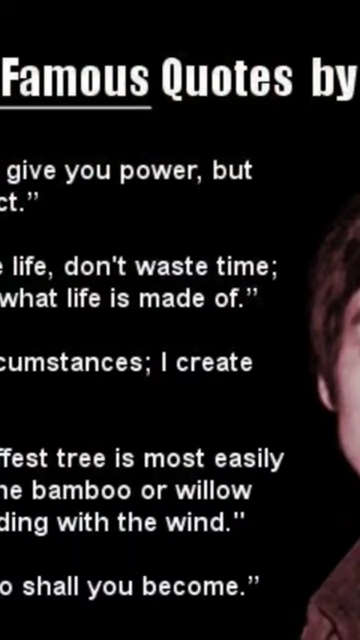 Famous Quotes by
give you power, but
ct.”
life, don't waste time;
what life is made of.”
cumstances; I create
ffest tree is most easily
he bamboo or willow
ding with the wind."
o shall you become.”